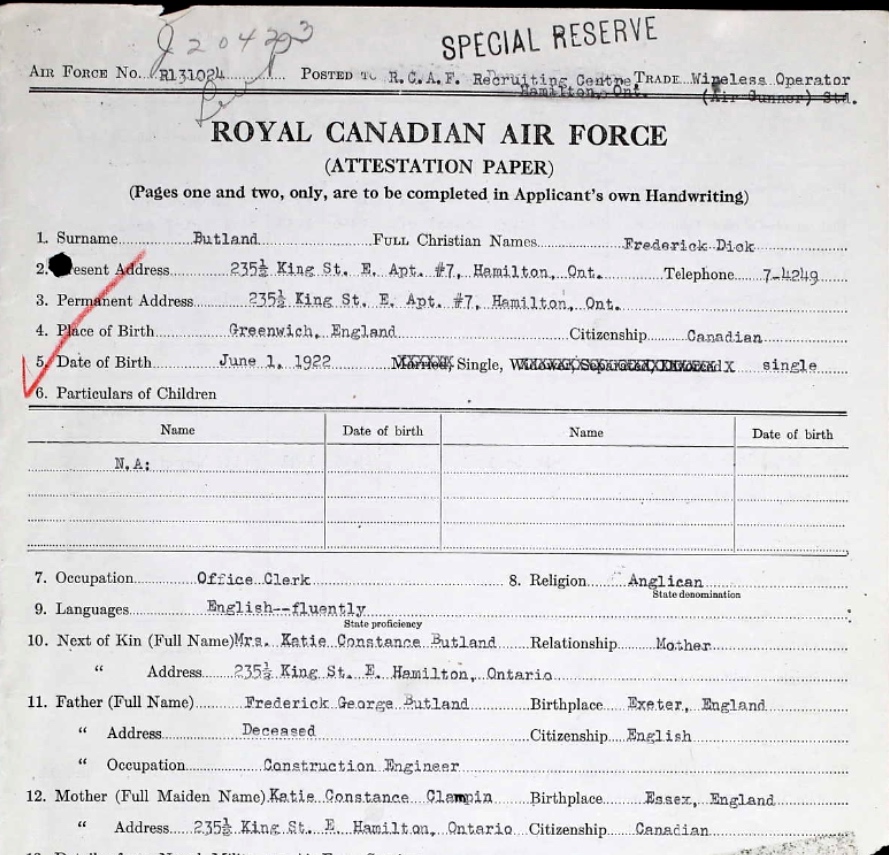 J20429
SPECIAL RESERVE
AIR FORCE No. R131024 POSTED TO R.C.A.F. Recruiting Centre TRADE Wireless Operator
Hamilton, Ont. (Air Gunner) Std.
ROYAL CANADIAN AIR FORCE
(ATTESTATION PAPER)
(Pages one and two, only, are to be completed in Applicant's own Handwriting)
1. Surname Butland FULL Christian Names Frederick Dick
2. Present Address 235½ King St. E. Apt. #7, Hamilton, Ont. Telephone 7-4249
3. Permanent Address 235½ King St. E. Apt. #7, Hamilton, Ont.
4. Place of Birth Greenwich, England Citizenship Canadian
5. Date of Birth June 1, 1922 Married, Single, Widower, Separated, Divorced single
6. Particulars of Children
Name Date of birth Name Date of birth
N.A:
7. Occupation Office Clerk 8. Religion Anglican
State denomination
9. Languages English--fluently
State proficiency
10. Next of Kin (Full Name) Mrs. Katie Constance Butland Relationship Mother
" Address 235½ King St. E. Hamilton, Ontario
11. Father (Full Name) Frederick George Butland Birthplace Exeter, England
" Address Deceased Citizenship English
" Occupation Construction Engineer
12. Mother (Full Maiden Name) Katie Constance Clampin Birthplace Essex, England
" Address 235½ King St. E. Hamilton, Ontario Citizenship Canadian